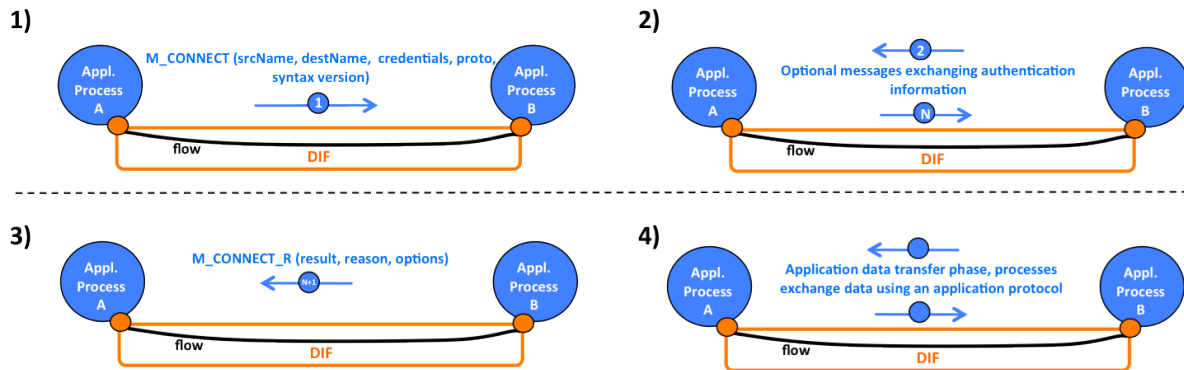 1)
Appl.
Process
A
M_CONNECT (srcName, destName, credentials, proto,
syntax version)
1
Appl.
Process
B
flow
DIF
2)
Appl.
Process
A
2
Optional messages exchanging authentication
information
N
Appl.
Process
B
flow
DIF
3)
Appl.
Process
A
M_CONNECT_R (result, reason, options)
N+1
Appl.
Process
B
flow
DIF
4)
Appl.
Process
A
Application data transfer phase, processes
exchange data using an application protocol
Appl.
Process
B
flow
DIF